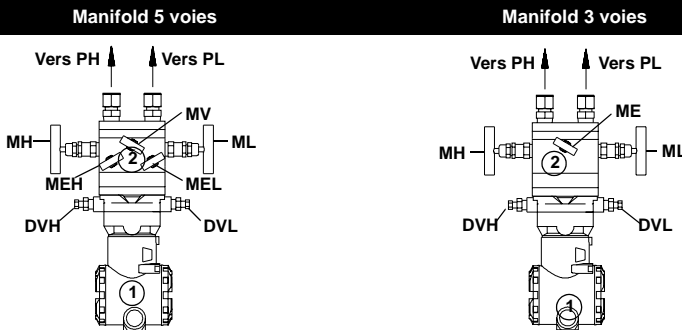 Manifold 5 voies
Vers PH Vers PL
MV
MH ML
2
MEH MEL
DVH DVL
1
Manifold 3 voies
Vers PH Vers PL
ME
MH ML
2
DVH DVL
1